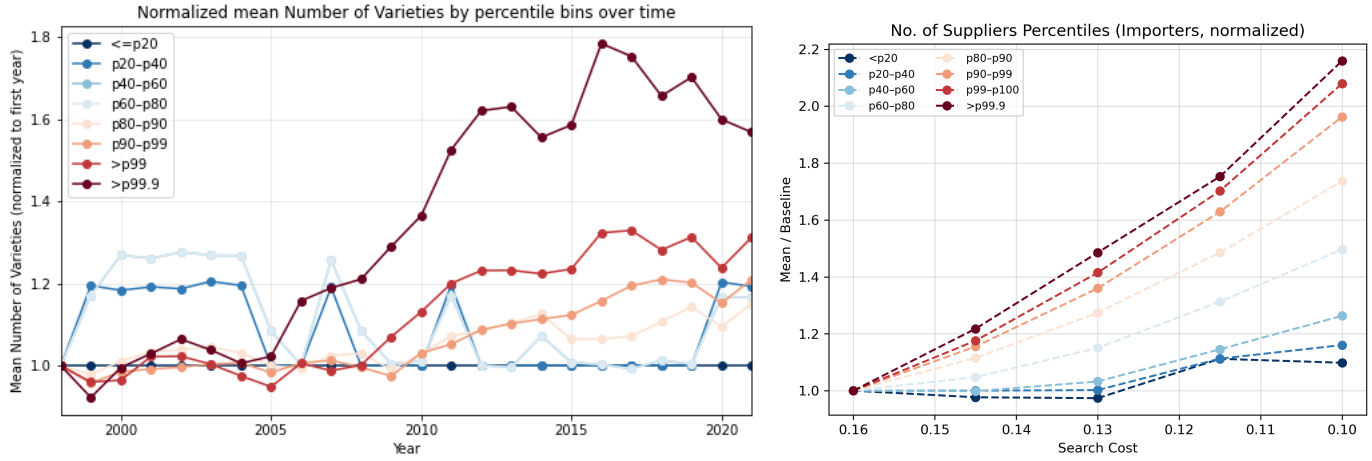 Normalized mean Number of Varieties by percentile bins over time
Mean Number of Varieties (normalized to first year)
1.8
1.6
1.4
1.2
1.0
<=p20
p20–p40
p40–p60
p60–p80
p80–p90
p90–p99
>p99
>p99.9
2000
2005
2010
2015
2020
Year
No. of Suppliers Percentiles (Importers, normalized)
Mean / Baseline
2.2
2.0
1.8
1.6
1.4
1.2
1.0
<p20
p20–p40
p40–p60
p60–p80
p80–p90
p90–p99
p99–p100
>p99.9
0.16
0.15
0.14
0.13
0.12
0.11
0.10
Search Cost